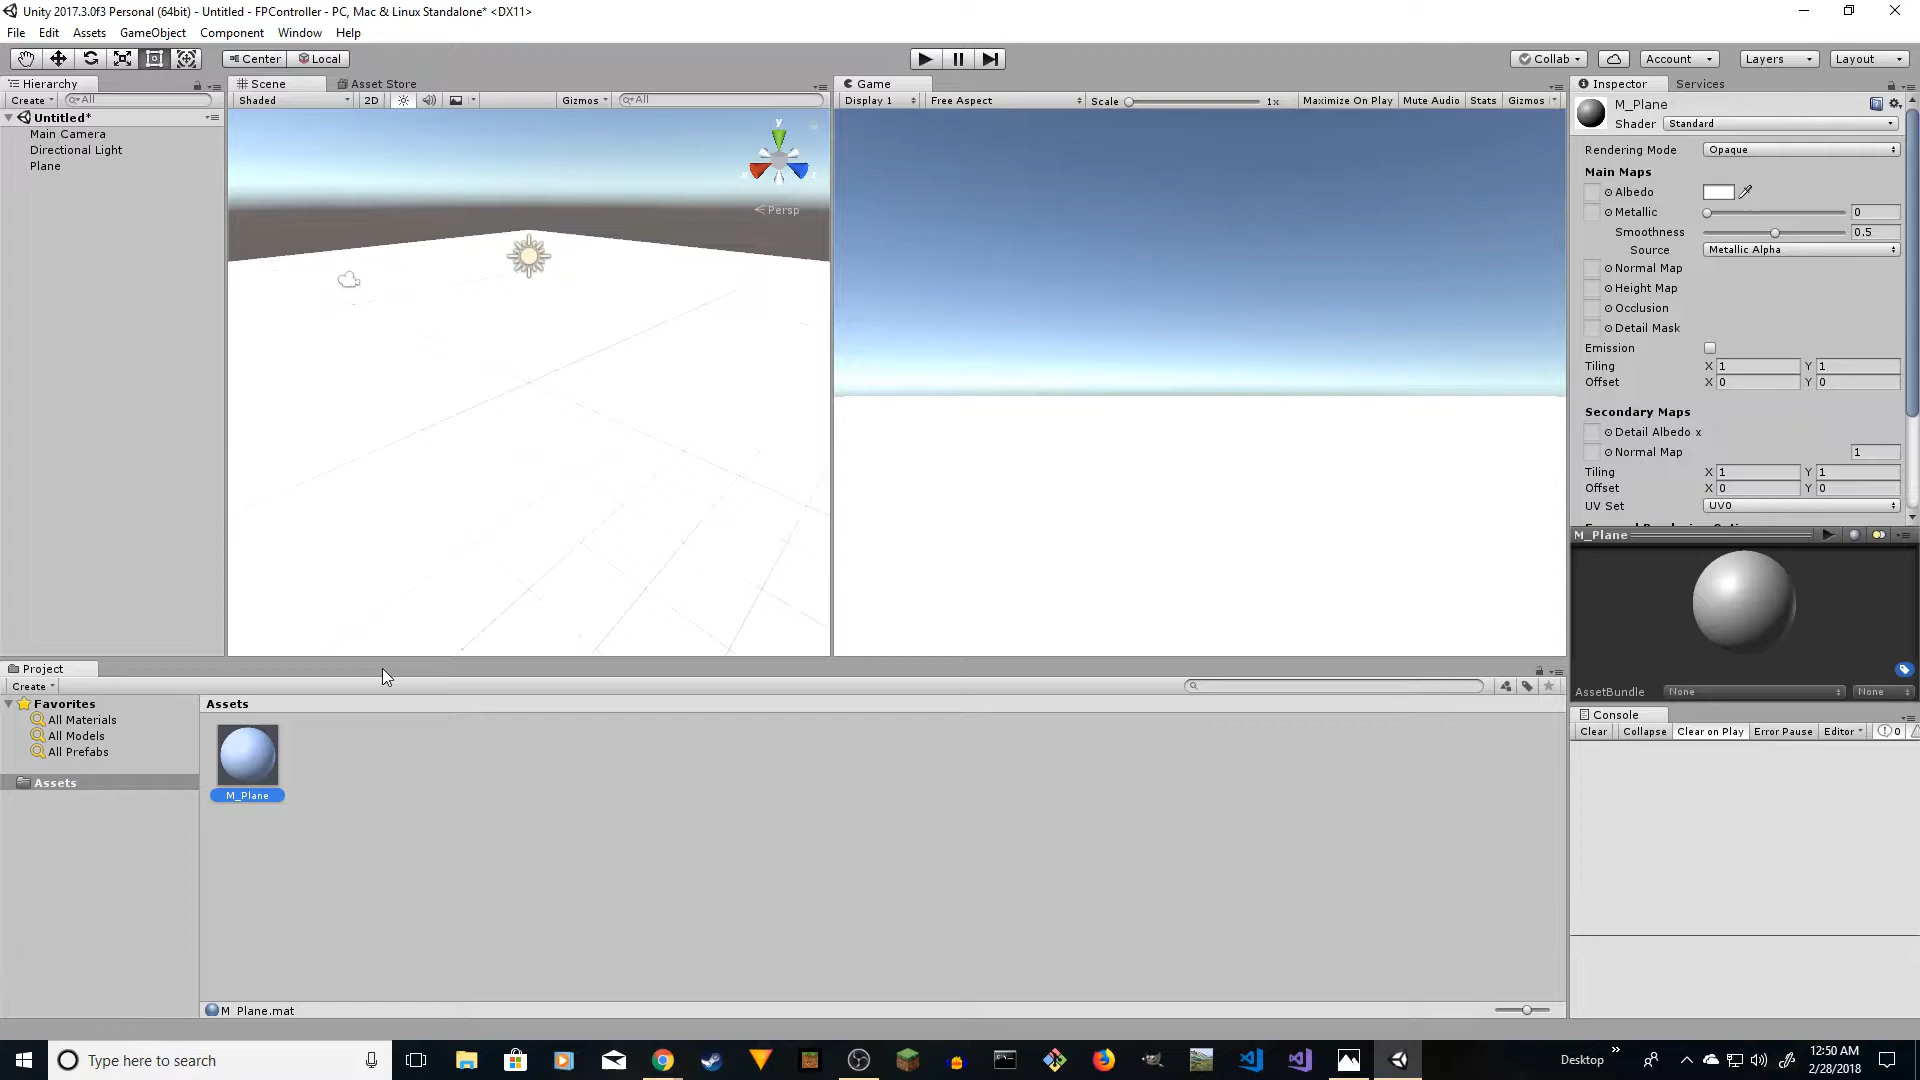 Unity 2017.3.0f3 Personal (64bit) - Untitled - FPController - PC, Mac & Linux Standalone* <DX11>
File Edit Assets GameObject Component Window Help
Center Local Collab Account Layers Layout
Hierarchy
Create All
Untitled*
Main Camera
Directional Light
Plane
Scene Asset Store
Shaded 2D Gizmos All
y
x z
Persp
Game
Display 1 Free Aspect Scale 1x Maximize On Play Mute Audio Stats Gizmos
Inspector Services
M_Plane
Shader Standard
Rendering Mode Opaque
Main Maps
Albedo
Metallic 0
Smoothness 0.5
Source Metallic Alpha
Normal Map
Height Map
Occlusion
Detail Mask
Emission
Tiling X 1 Y 1
Offset X 0 Y 0
Secondary Maps
Detail Albedo x
Normal Map 1
Tiling X 1 Y 1
Offset X 0 Y 0
UV Set UV0
M_Plane
AssetBundle None None
Project
Create
Favorites
All Materials
All Models
All Prefabs
Assets
Assets
M_Plane
M_Plane.mat
Console
Clear Collapse Clear on Play Error Pause Editor 0
Type here to search
Desktop
12:50 AM
2/28/2018